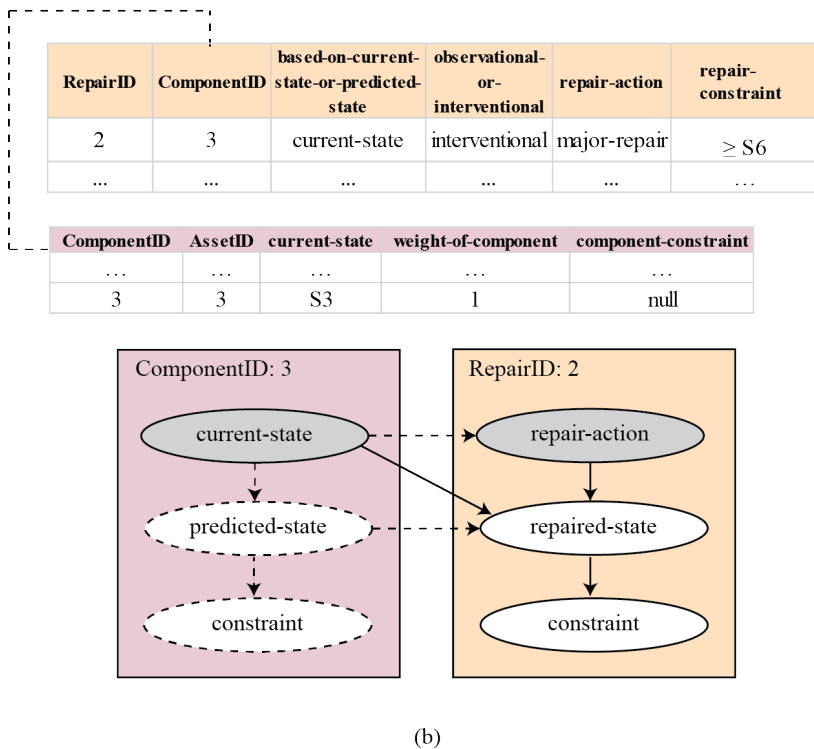 RepairID ComponentID based-on-current-state-or-predicted-state observational-or-interventional repair-action repair-constraint
2 3 current-state interventional major-repair ≥ S6
... ... ... ... ... ...
ComponentID AssetID current-state weight-of-component component-constraint
... ... ... ... ...
3 3 S3 1 null
ComponentID: 3 RepairID: 2
current-state repair-action
predicted-state repaired-state
constraint constraint
(b)